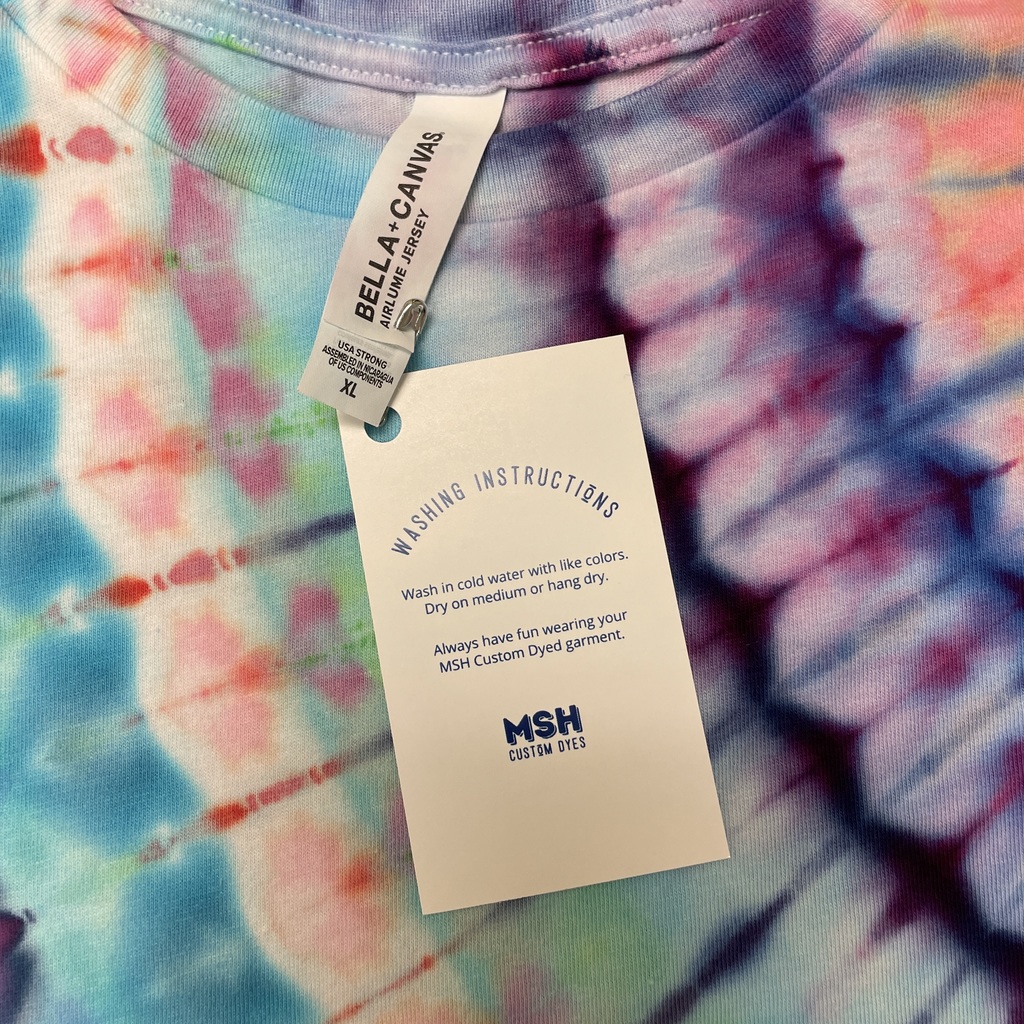 BELLA+CANVAS.
AIRLUME JERSEY
USA STRONG
ASSEMBLED IN NICARAGUA
OF US COMPONENTS
XL
WASHING INSTRUCTIONS
Wash in cold water with like colors.
Dry on medium or hang dry.
Always have fun wearing your
MSH Custom Dyed garment.
MSH
CUSTOM DYES